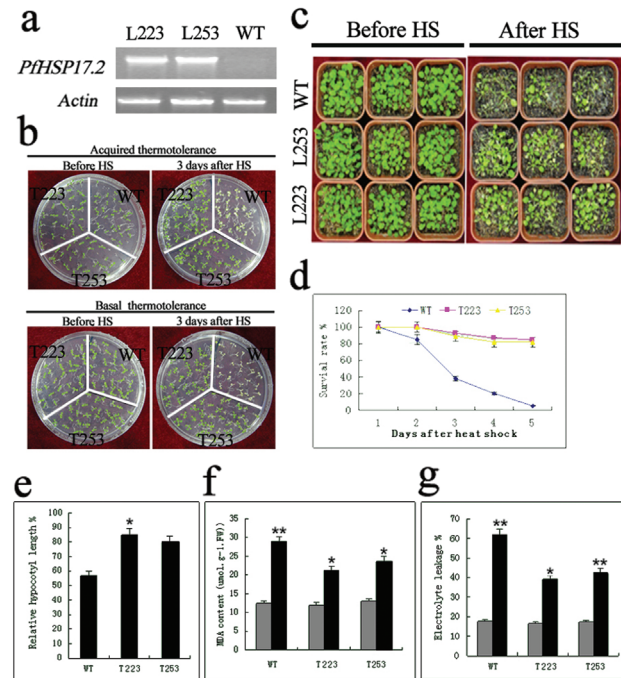 a
L223 L253 WT
PfHSP17.2
Actin
b
Acquired thermotolerance
Before HS 3 days after HS
T223 WT T253
T223 WT T253
Basal thermotolerance
Before HS 3 days after HS
T223 WT T253
T223 WT T253
c
Before HS After HS
WT
L253
L223
d
WT T223 T253
Survial rate %
120
100
80
60
40
20
0
1 2 3 4 5
Days after heat shock
e
Relative hypocotyl length %
100
90
80
70
60
50
40
30
20
10
0
*
WT T223 T253
f
MDA content (umol.g-1.FW))
35
30
25
20
15
10
5
0
** * *
WT T223 T253
g
Electrolyte leakage %
70
60
50
40
30
20
10
0
** * **
WT T223 T253